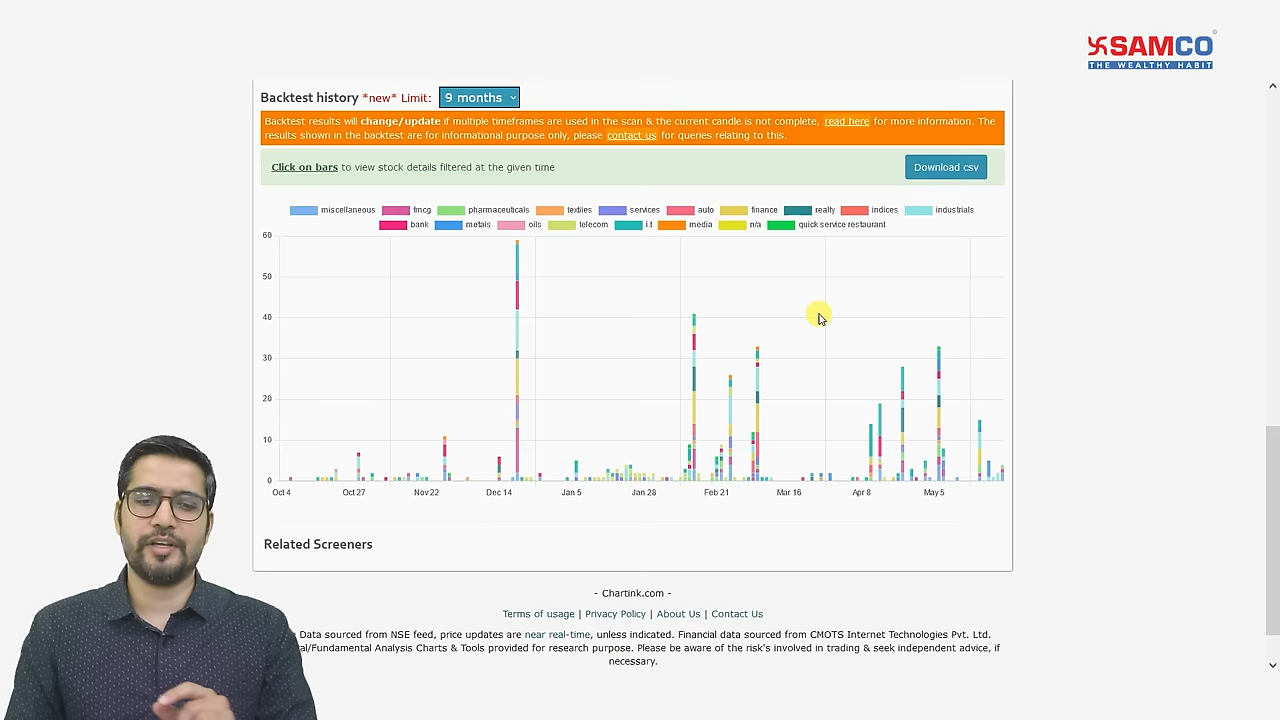 SAMCO
THE WEALTHY HABIT
Backtest history *new* Limit: 9 months
Backtest results will change/update if multiple timeframes are used in the scan & the current candle is not complete, read here for more information. The
results shown in the backtest are for informational purpose only, please contact us for queries relating to this.
Click on bars to view stock details filtered at the given time
Download csv
miscellaneous fmcg pharmaceuticals textiles services auto finance realty indices industrials
bank metals oils telecom i.t media n/a quick service restaurant
60
50
40
30
20
10
0
Oct 4 Oct 27 Nov 22 Dec 14 Jan 5 Jan 28 Feb 21 Mar 16 Apr 8 May 5
Related Screeners
- Chartink.com -
Terms of usage | Privacy Policy | About Us | Contact Us
Data sourced from NSE feed, price updates are near real-time, unless indicated. Financial data sourced from CMOTS Internet Technologies Pvt. Ltd.
al/Fundamental Analysis Charts & Tools provided for research purpose. Please be aware of the risk's involved in trading & seek independent advice, if
necessary.